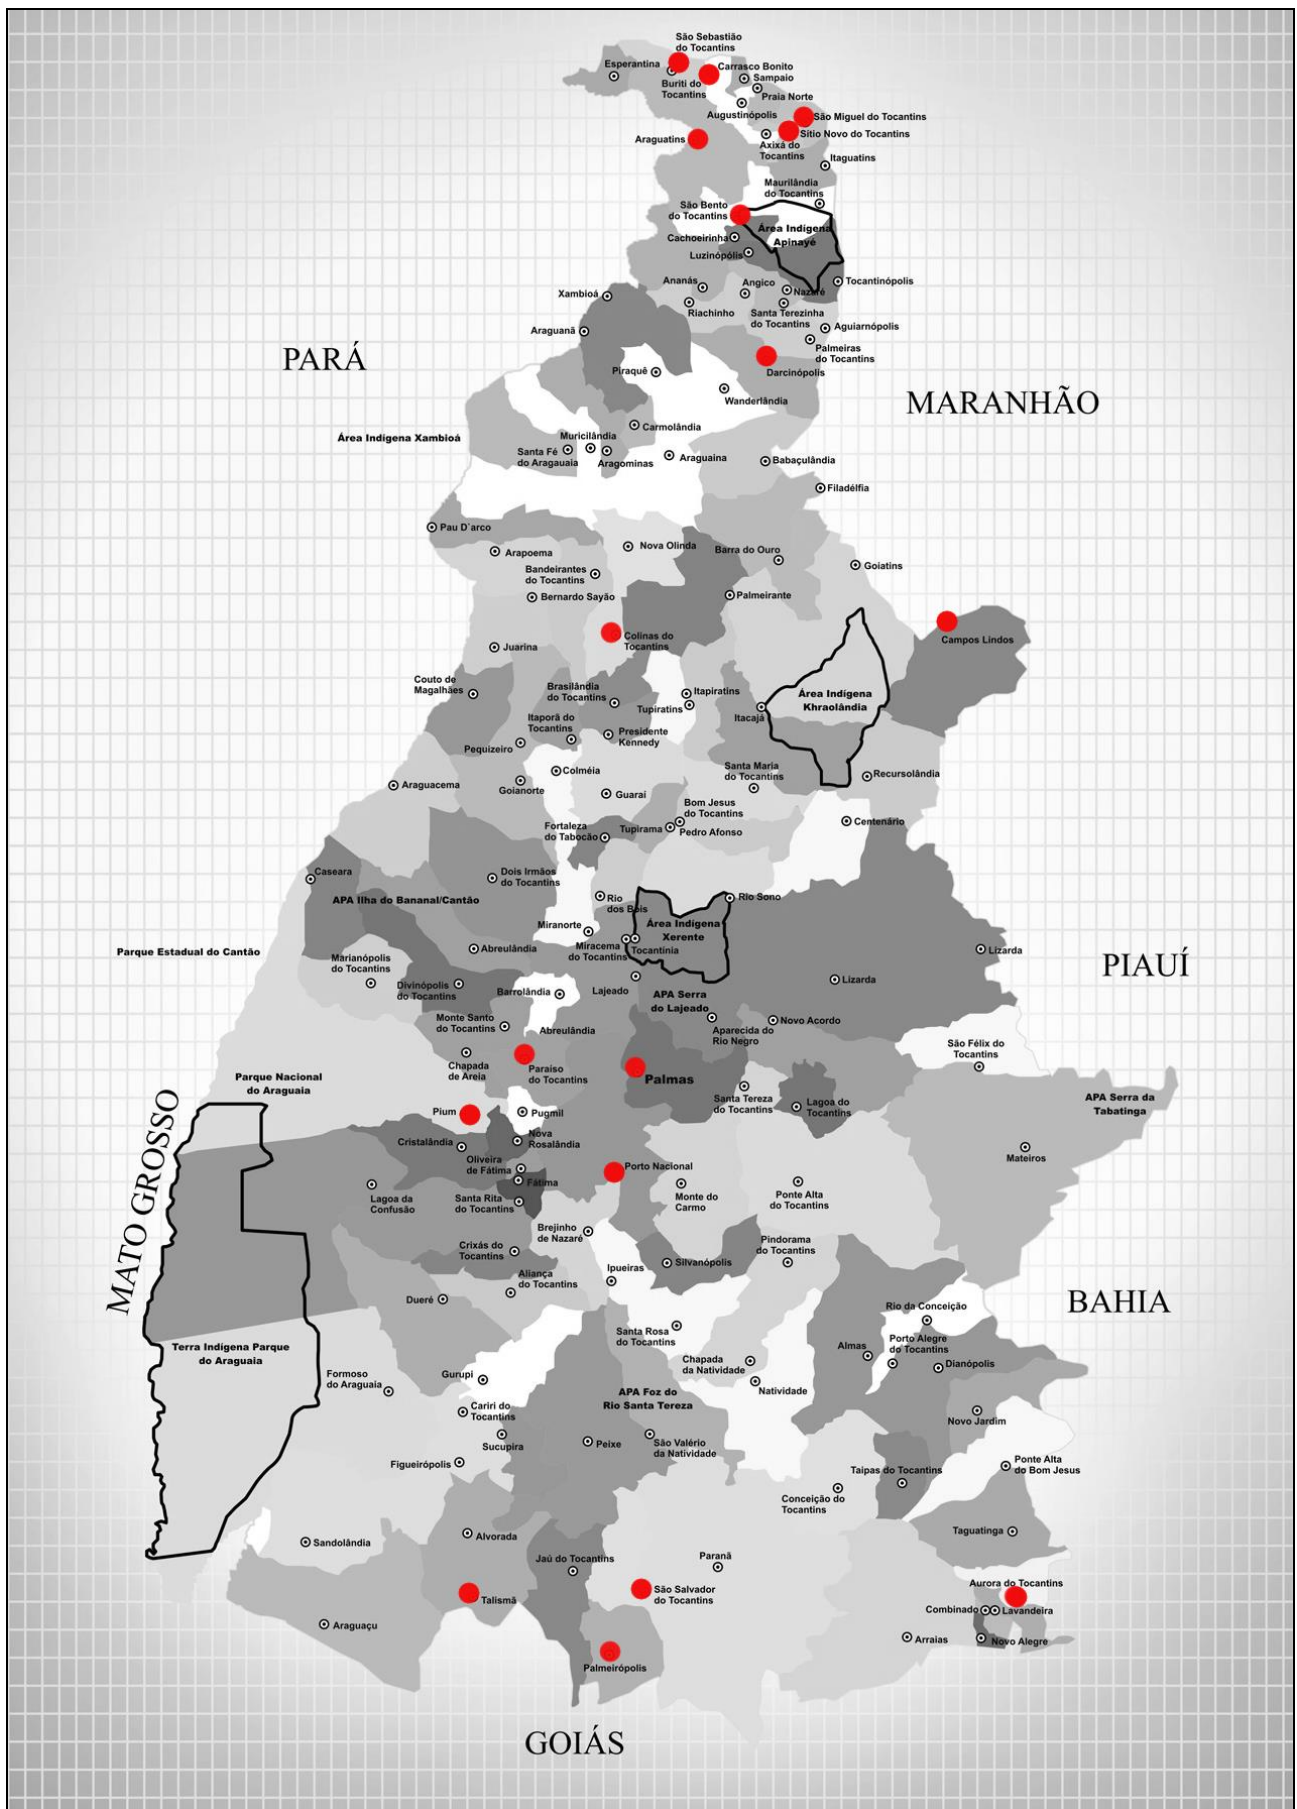 São Sebastião
do Tocantins
Esperantina
Carrasco Bonito
Sampaio
Buriti do
Tocantins
Praia Norte
Augustinópolis
São Miguel do Tocantins
Sítio Novo do Tocantins
Araguatins
Axixá do
Tocantins
Itaguatins
Maurilândia
do Tocantins
São Bento
do Tocantins
Área Indígena
Apinayé
Cachoeirinha
Luzinópolis
Ananás
Angico
Nazaré
Tocantinópolis
Xambioá
Riachinho
Santa Terezinha
do Tocantins
Araguanã
Aguiarnópolis
Palmeiras
do Tocantins
PARÁ
Piraquê
Darcinópolis
Wanderlândia
MARANHÃO
Carmolândia
Área Indígena Xambioá
Muricilândia
Santa Fé
do Aragauaia
Aragominas
Araguaina
Babaçulândia
Filadélfia
Pau D`arco
Arapoema
Nova Olinda
Barra do Ouro
Goiatins
Bandeirantes
do Tocantins
Bernardo Sayão
Palmeirante
Colinas do
Tocantins
Campos Lindos
Juarina
Couto de
Magalhães
Brasilândia
do Tocantins
Itapiratins
Tupiratins
Área Indígena
Khraolândia
Itacajá
Itaporã do
Tocantins
Presidente
Kennedy
Pequizeiro
Colméia
Santa Maria
do Tocantins
Recursolândia
Araguacema
Goianorte
Guaraí
Bom Jesus
do Tocantins
Centenário
Fortaleza
do Tabocão
Tupirama
Pedro Afonso
Caseara
Dois Irmãos
do Tocantins
APA Ilha do Bananal/Cantão
Rio
dos Bois
Rio Sono
Miranorte
Área Indígena
Xerente
Parque Estadual do Cantão
Abreulândia
Miracema
do Tocantins
Tocantinia
Lizarda
PIAUÍ
Marianópolis
do Tocantins
Divinópolis
do Tocantins
Barrolândia
Lajeado
Lizarda
APA Serra
do Lajeado
Monte Santo
do Tocantins
Abreulândia
Aparecida do
Rio Negro
Novo Acordo
São Félix do
Tocantins
Chapada
de Areia
Paraíso
do Tocantins
Palmas
Parque Nacional
do Araguaia
Santa Tereza
do Tocantins
Lagoa do
Tocantins
APA Serra da
Tabatinga
Pium
Pugmil
MATO GROSSO
Cristalândia
Nova
Rosalândia
Mateiros
Oliveira
de Fátima
Porto Nacional
Fátima
Lagoa da
Confusão
Santa Rita
do Tocantins
Monte do
Carmo
Ponte Alta
do Tocantins
Brejinho
de Nazaré
Crixás do
Tocantins
Pindorama
do Tocantins
Silvanópolis
Aliança
do Tocantins
Ipueiras
Dueré
BAHIA
Rio da Conceição
Santa Rosa
do Tocantins
Terra Indígena Parque
do Araguaia
Almas
Porto Alegre
do Tocantins
Dianópolis
Chapada
da Natividade
Formoso
do Araguaia
Gurupi
Natividade
APA Foz do
Rio Santa Tereza
Cariri do
Tocantins
Novo Jardim
Sucupira
Peixe
São Valério
da Natividade
Figueirópolis
Taipas do Tocantins
Ponte Alta
do Bom Jesus
Conceição do
Tocantins
Sandolândia
Alvorada
Taguatinga
Jaú do Tocantins
Paranã
Talismã
São Salvador
do Tocantins
Aurora do Tocantins
Combinado
Lavandeira
Araguaçu
Arraias
Novo Alegre
Palmeirópolis
GOIÁS